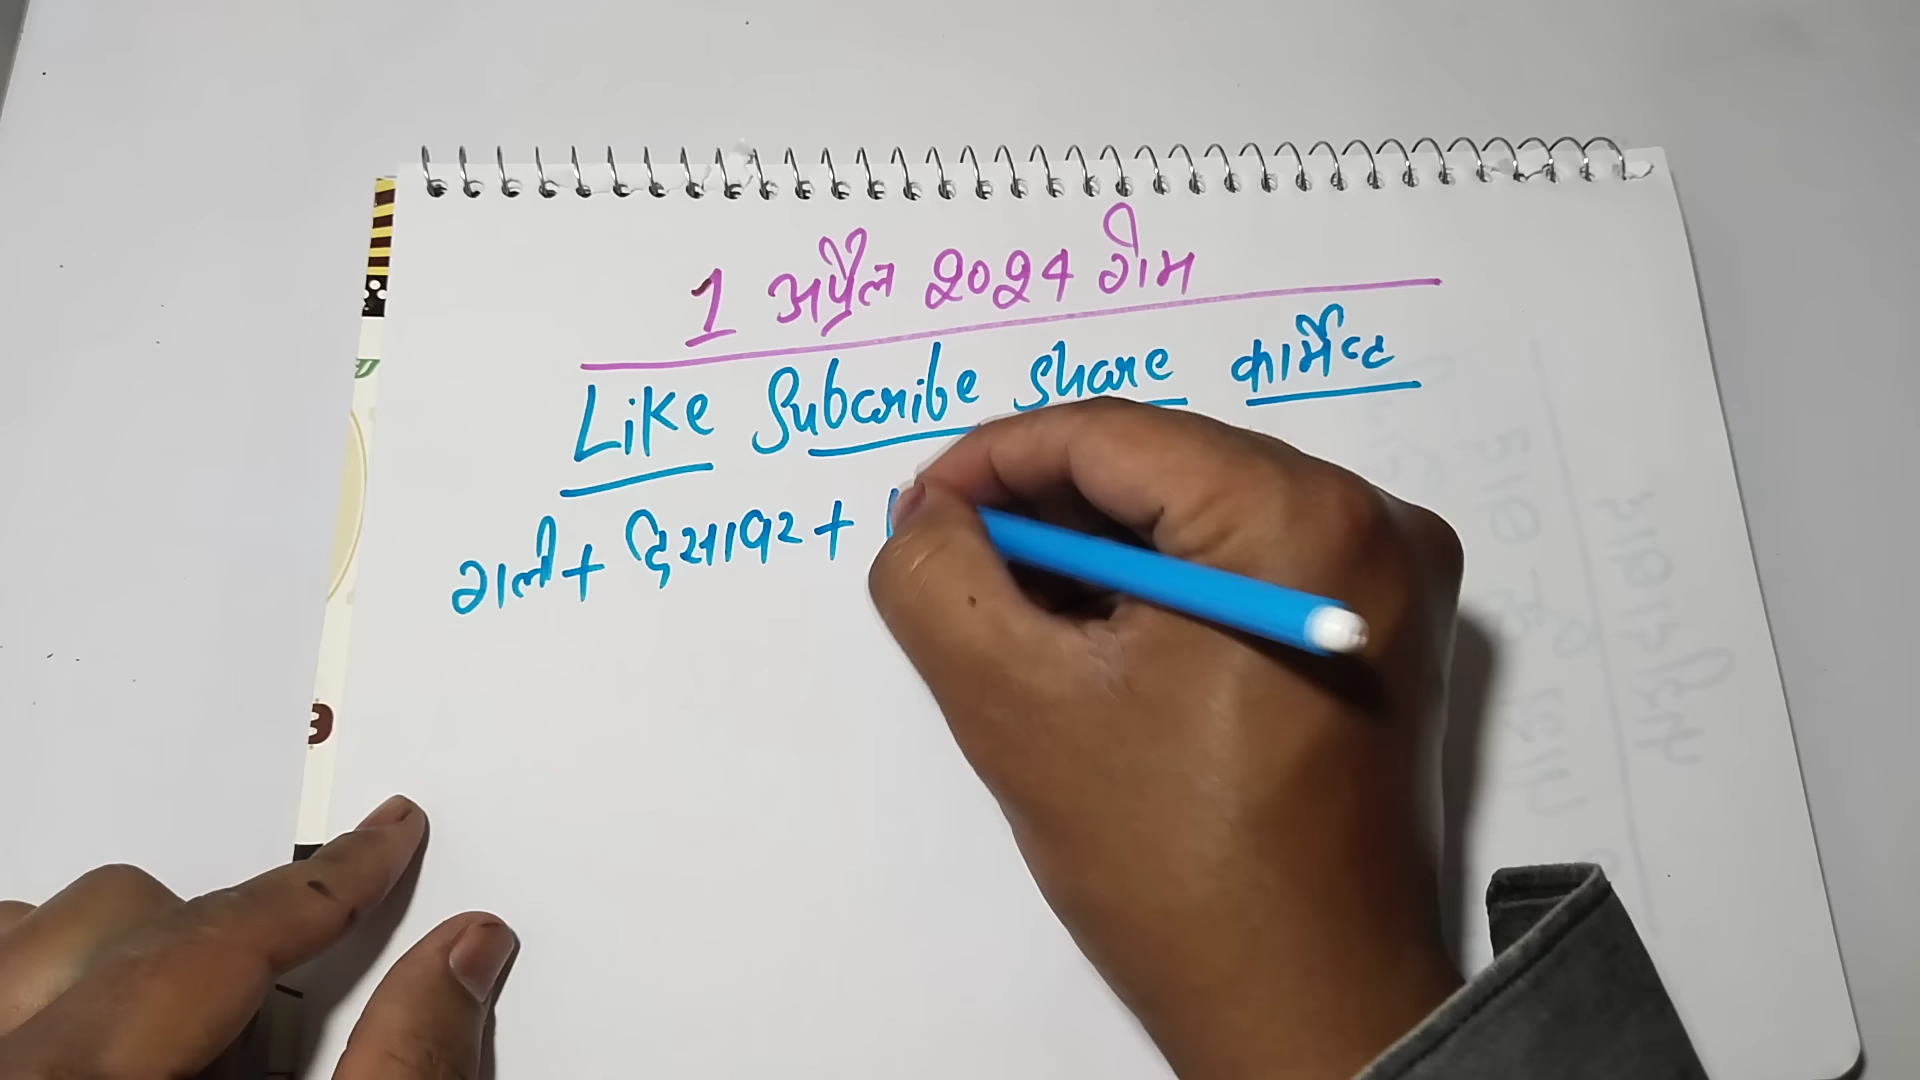 1 अप्रैल 2024 गेम
Like Subcribe Share कामेंन्ट
गली + दिसावर +